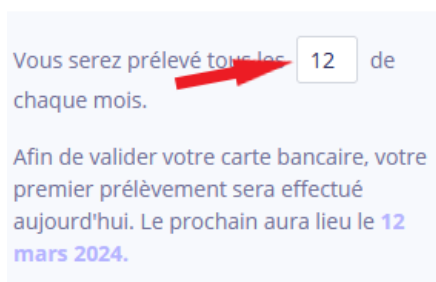 Vous serez prélevé tous les 12 de
chaque mois.
Afin de valider votre carte bancaire, votre
premier prélèvement sera effectué
aujourd'hui. Le prochain aura lieu le 12
mars 2024.